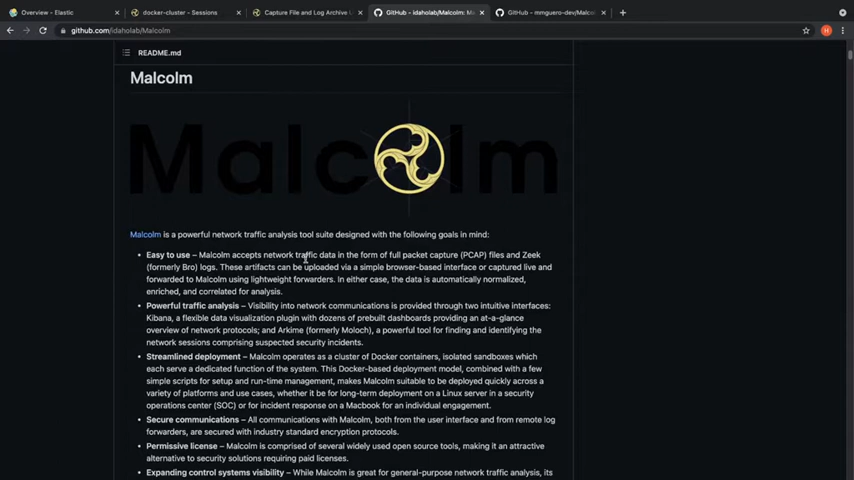 Overview - Elastic
docker-cluster - Sessions
Capture File and Log Archive U
GitHub - idaholab/Malcolm: M
GitHub - mmguero-dev/Malcolm:
github.com/idaholab/Malcolm
H
README.md
Malcolm
Malcolm
Malcolm is a powerful network traffic analysis tool suite designed with the following goals in mind:
• Easy to use – Malcolm accepts network traffic data in the form of full packet capture (PCAP) files and Zeek
(formerly Bro) logs. These artifacts can be uploaded via a simple browser-based interface or captured live and
forwarded to Malcolm using lightweight forwarders. In either case, the data is automatically normalized,
enriched, and correlated for analysis.
• Powerful traffic analysis – Visibility into network communications is provided through two intuitive interfaces:
Kibana, a flexible data visualization plugin with dozens of prebuilt dashboards providing an at-a-glance
overview of network protocols; and Arkime (formerly Moloch), a powerful tool for finding and identifying the
network sessions comprising suspected security incidents.
• Streamlined deployment – Malcolm operates as a cluster of Docker containers, isolated sandboxes which
each serve a dedicated function of the system. This Docker-based deployment model, combined with a few
simple scripts for setup and run-time management, makes Malcolm suitable to be deployed quickly across a
variety of platforms and use cases, whether it be for long-term deployment on a Linux server in a security
operations center (SOC) or for incident response on a Macbook for an individual engagement.
• Secure communications – All communications with Malcolm, both from the user interface and from remote log
forwarders, are secured with industry standard encryption protocols.
• Permissive license – Malcolm is comprised of several widely used open source tools, making it an attractive
alternative to security solutions requiring paid licenses.
• Expanding control systems visibility – While Malcolm is great for general-purpose network traffic analysis, its